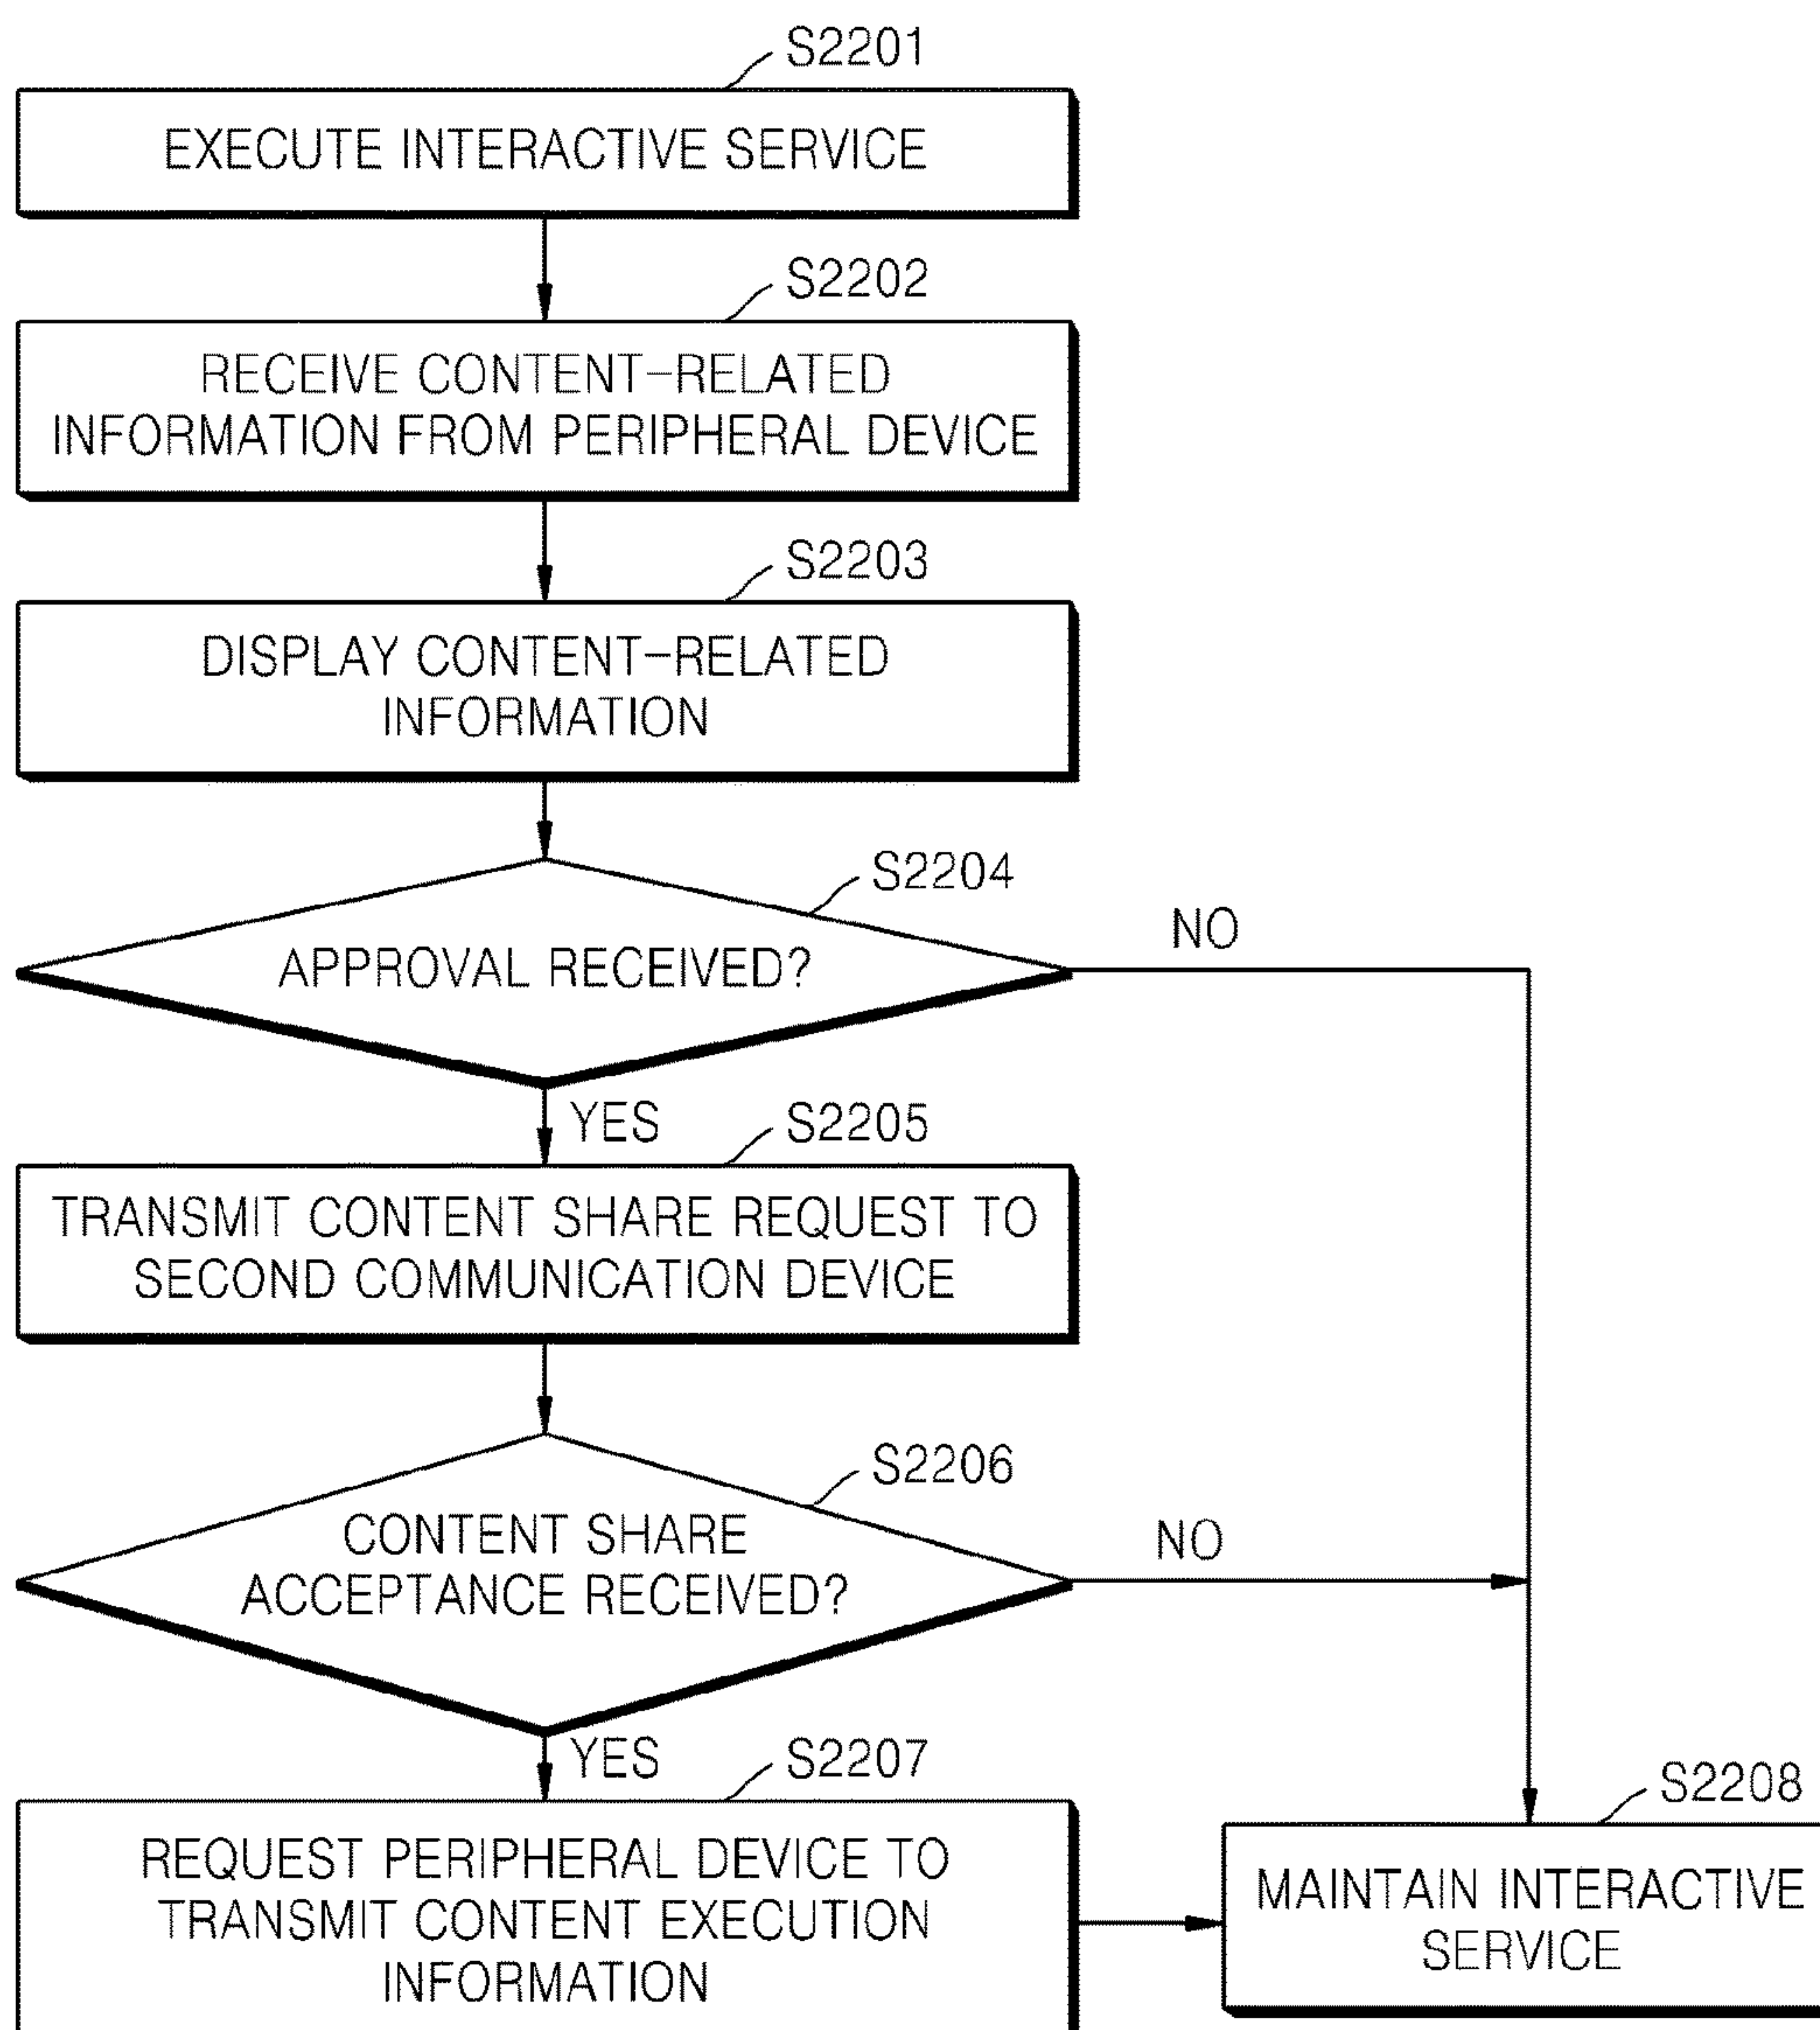 S2201
EXECUTE INTERACTIVE SERVICE
S2202
RECEIVE CONTENT-RELATED
INFORMATION FROM PERIPHERAL DEVICE
S2203
DISPLAY CONTENT-RELATED
INFORMATION
S2204
APPROVAL RECEIVED?
NO
YES
S2205
TRANSMIT CONTENT SHARE REQUEST TO
SECOND COMMUNICATION DEVICE
S2206
CONTENT SHARE
ACCEPTANCE RECEIVED?
NO
YES
S2207
REQUEST PERIPHERAL DEVICE TO
TRANSMIT CONTENT EXECUTION
INFORMATION
S2208
MAINTAIN INTERACTIVE
SERVICE